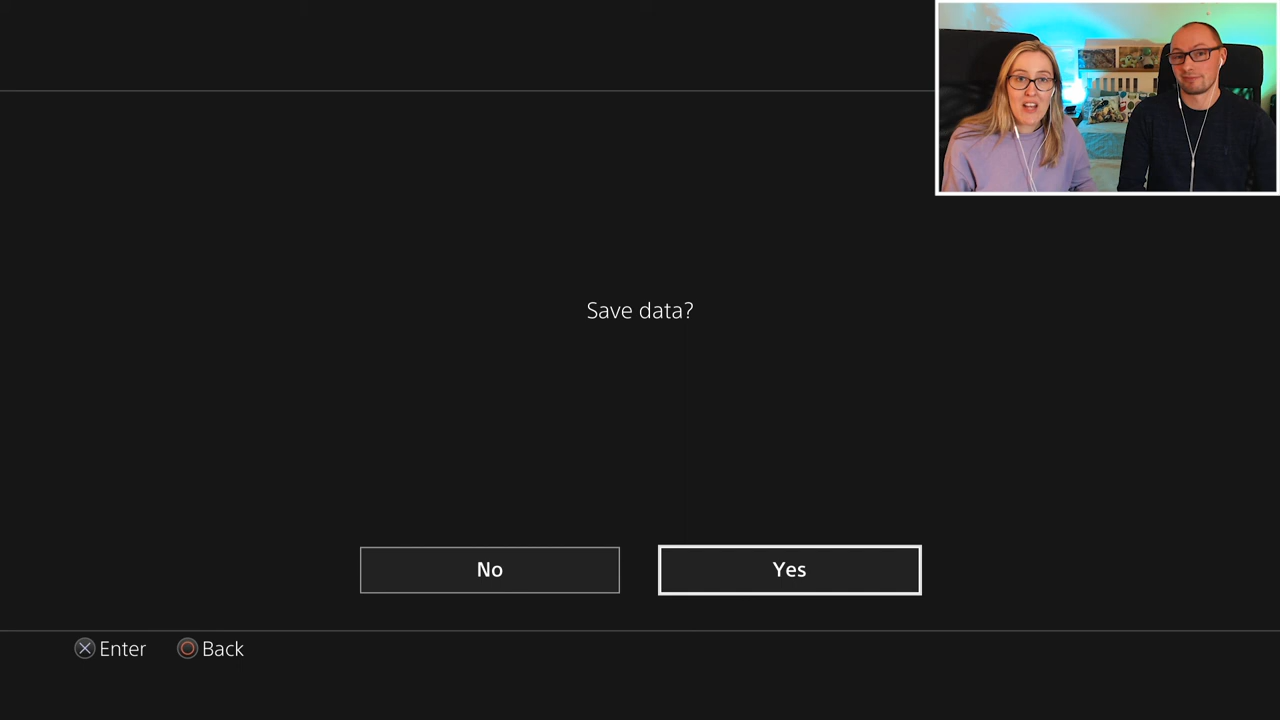 Save data?
No
Yes
Enter
Back